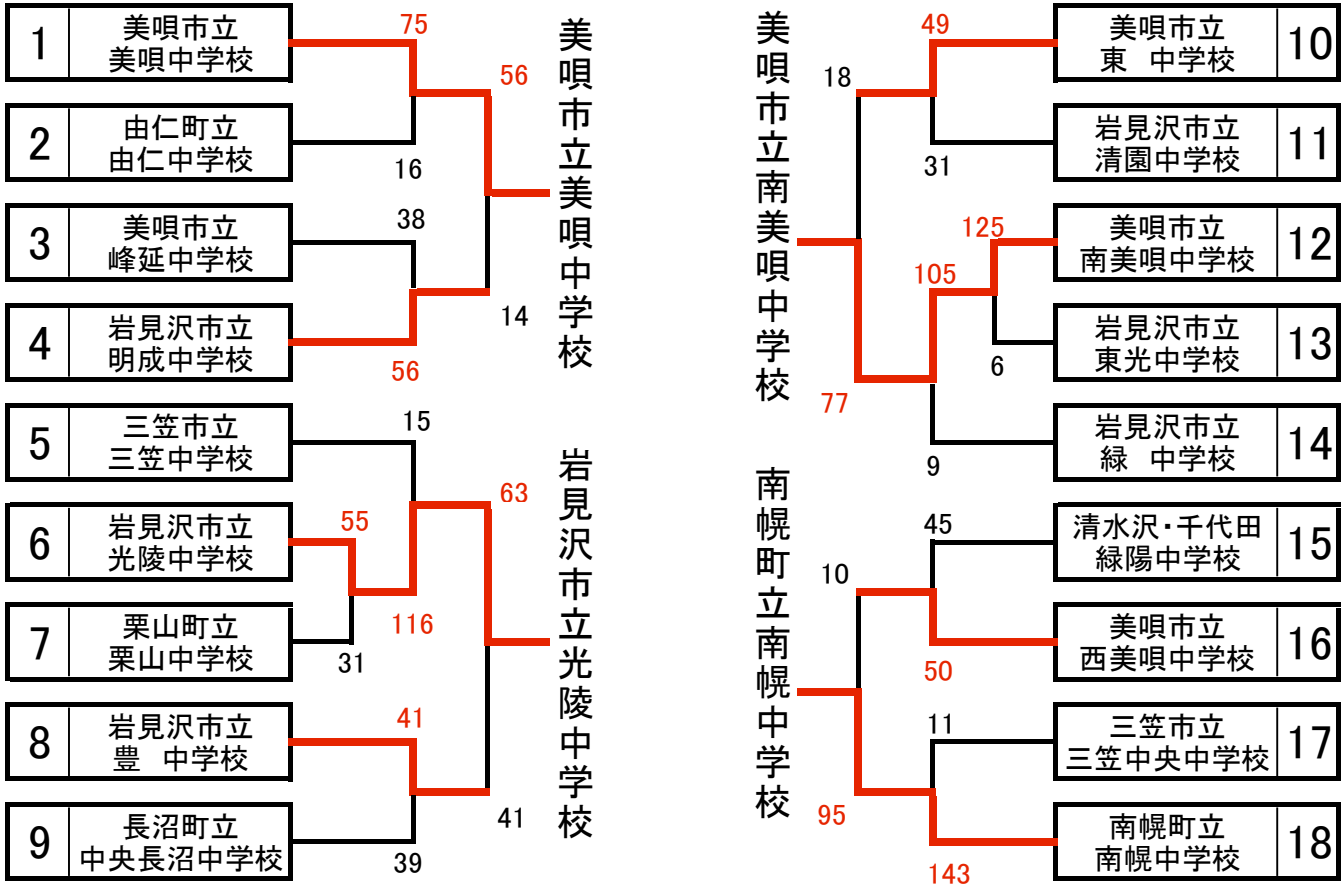 1 美唄市立
美唄中学校
2 由仁町立
由仁中学校
3 美唄市立
峰延中学校
4 岩見沢市立
明成中学校
5 三笠市立
三笠中学校
6 岩見沢市立
光陵中学校
7 栗山町立
栗山中学校
8 岩見沢市立
豊 中学校
9 長沼町立
中央長沼中学校
75
16
38
56
56
14
15
55
31
116
63
41
39
41
美唄市立美唄中学校
岩見沢市立光陵中学校
美唄市立南美唄中学校
南幌町立南幌中学校
18
49
31
125
105
6
77
9
45
10
50
11
95
143
美唄市立
東 中学校 10
岩見沢市立
清園中学校 11
美唄市立
南美唄中学校 12
岩見沢市立
東光中学校 13
岩見沢市立
緑 中学校 14
清水沢・千代田
緑陽中学校 15
美唄市立
西美唄中学校 16
三笠市立
三笠中央中学校 17
南幌町立
南幌中学校 18